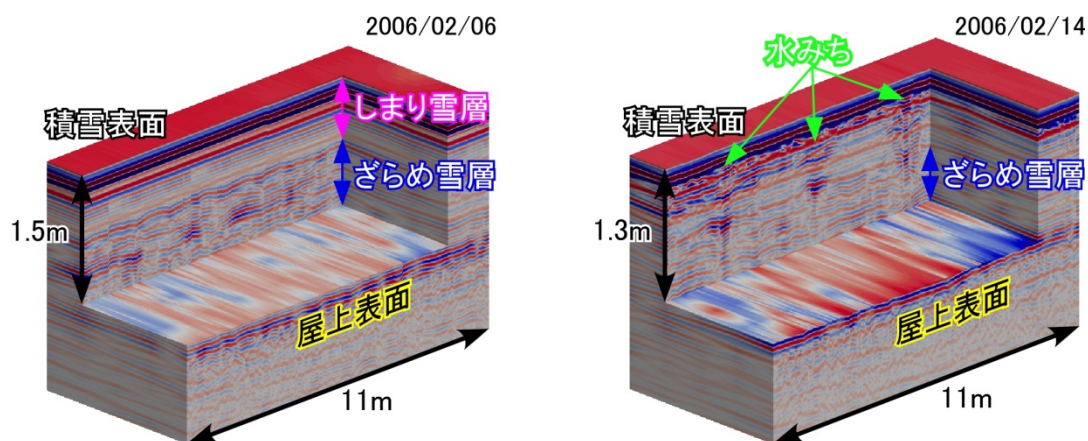 2006/02/06
しまり雪層
積雪表面
ざらめ雪層
1.5m
屋上表面
11m
2006/02/14
水みち
積雪表面
ざらめ雪層
1.3m
屋上表面
11m